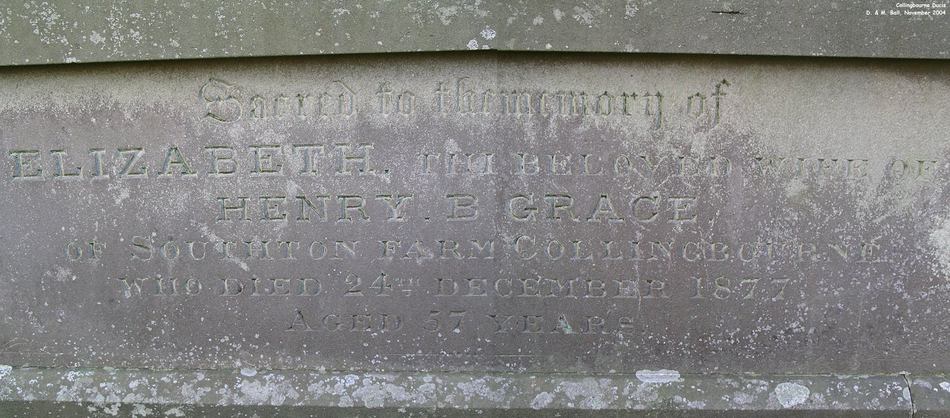 Collingbourne Ducis
D. & M. Ball, November 2004
Sacred to the memory of
ELIZABETH. THE BELOVED WIFE OF
HENRY. B GRACE
OF SOUTHTON FARM COLLINGBOURNE
WHO DIED 24TH DECEMBER 1877
AGED 57 YEARS.